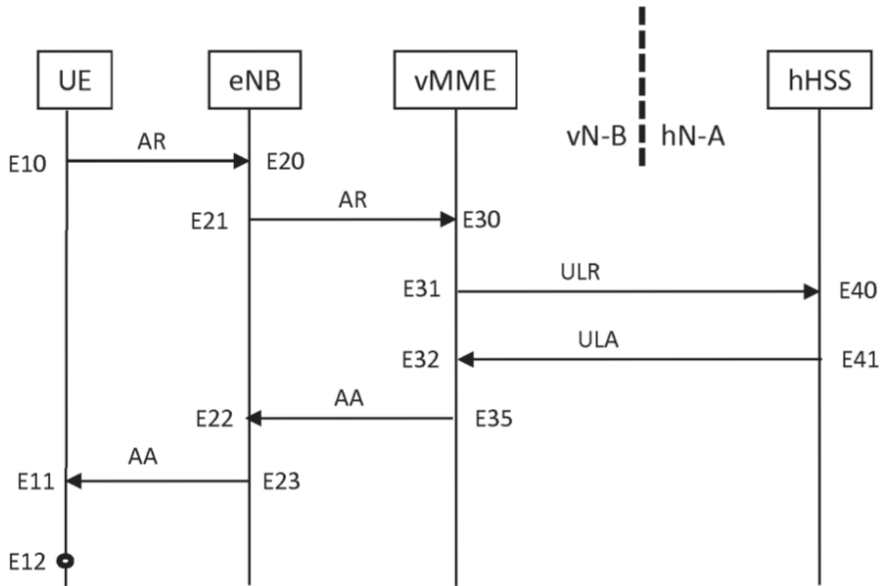 UE eNB vMME hHSS
vN-B hN-A
AR
E10 E20
AR
E21 E30
ULR
E31 E40
ULA
E32 E41
AA
E22 E35
AA
E11 E23
E12